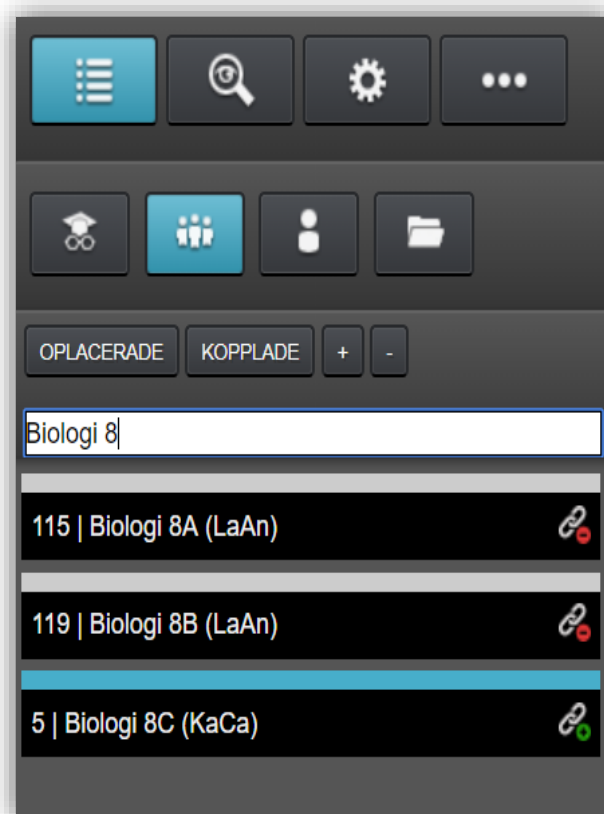 OPLACERADE KOPPLADE + -
Biologi 8
115 | Biologi 8A (LaAn)
119 | Biologi 8B (LaAn)
5 | Biologi 8C (KaCa)